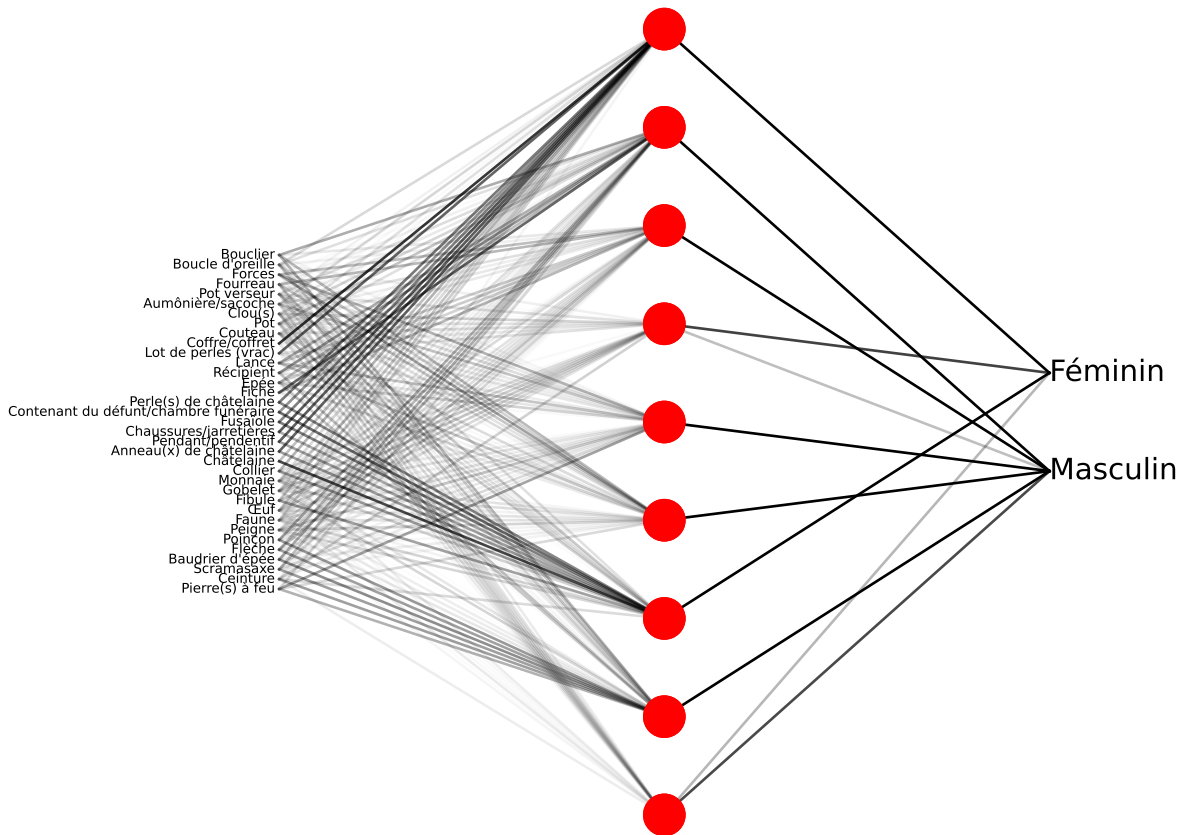 Bouclier
Boucle d'oreille
Forces
Fourreau
Pot verseur
Aumônière/sacoche
Clou(s)
Pot
Couteau
Coffre/coffret
Lot de perles (vrac)
Lance
Récipient
Épée
Fiche
Perle(s) de châtelaine
Contenant du défunt/chambre funéraire
Fusaïole
Chaussures/jarretières
Pendant/pendentif
Anneau(x) de châtelaine
Châtelaine
Collier
Monnaie
Gobelet
Fibule
Œuf
Faune
Peigne
Poinçon
Flèche
Baudrier d'épée
Scramasaxe
Ceinture
Pierre(s) à feu
Féminin
Masculin